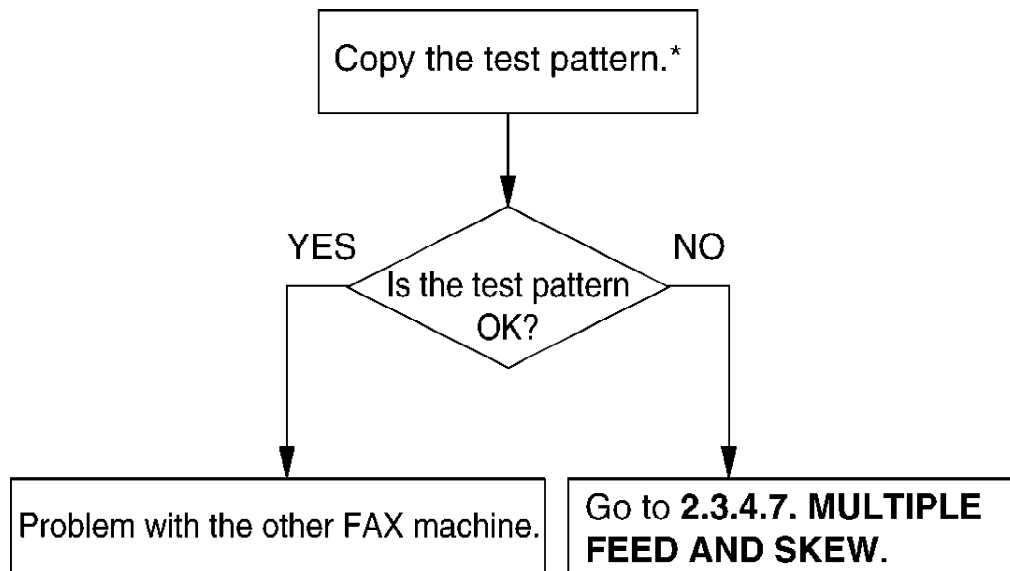 Copy the test pattern.*
YES
NO
Is the test pattern
OK?
Problem with the other FAX machine.
Go to 2.3.4.7. MULTIPLE
FEED AND SKEW.